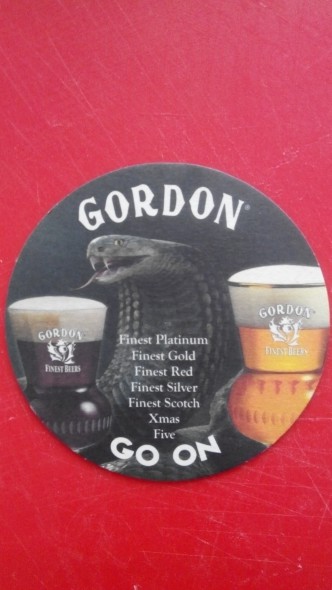 GORDON®
GORDON
FINEST BEERS
GORDON
FINEST BEERS
Finest Platinum
Finest Gold
Finest Red
Finest Silver
Finest Scotch
Xmas
Five
GO ON